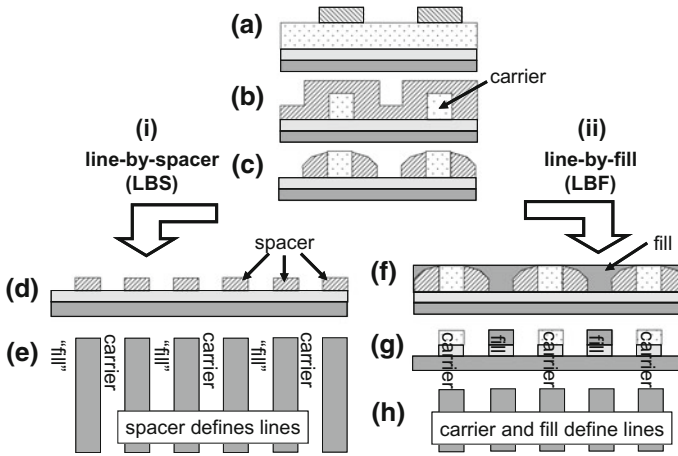 (a)
(b)
carrier
(c)
(i)
line-by-spacer
(LBS)
(ii)
line-by-fill
(LBF)
spacer
(d)
(e)
"fill"
carrier
"fill"
carrier
"fill"
carrier
spacer defines lines
fill
(f)
(g)
carrier
fill
carrier
fill
carrier
(h)
carrier and fill define lines